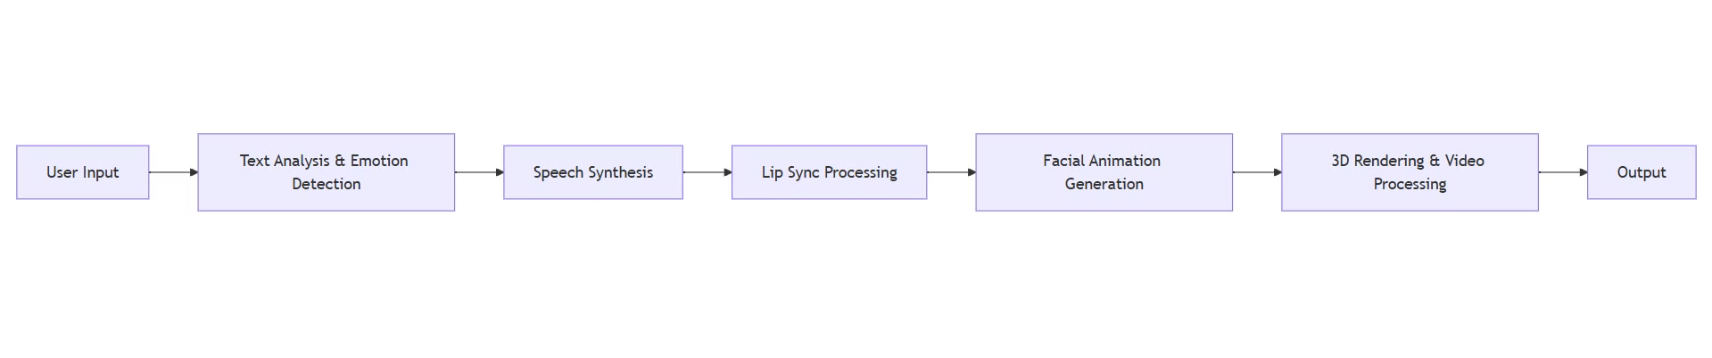 User Input
Text Analysis & Emotion
Detection
Speech Synthesis
Lip Sync Processing
Facial Animation
Generation
3D Rendering & Video
Processing
Output